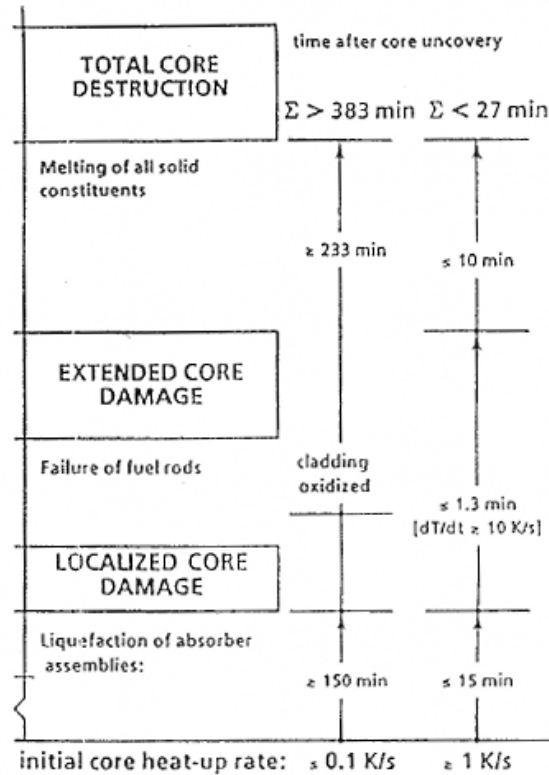 time after core uncovery
TOTAL CORE
DESTRUCTION
Σ > 383 min Σ < 27 min
Melting of all solid
constituents
≥ 233 min
≤ 10 min
EXTENDED CORE
DAMAGE
Failure of fuel rods
cladding
oxidized
≤ 1.3 min
[dT/dt ≥ 10 K/s]
LOCALIZED CORE
DAMAGE
Liquefaction of absorber
assemblies:
≥ 150 min
≤ 15 min
initial core heat-up rate: ≤ 0.1 K/s ≥ 1 K/s